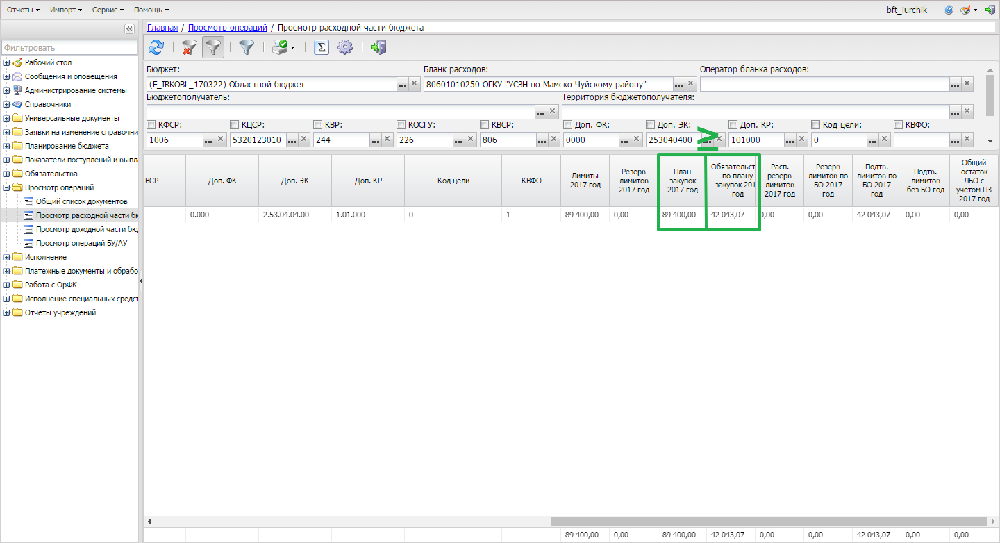 Отчеты Импорт Сервис Помощь bft_iurchik
Главная / Просмотр операций / Просмотр расходной части бюджета
Фильтровать
Рабочий стол
Сообщения и оповещения
Администрирование системы
Справочники
Универсальные документы
Заявки на изменение справочни
Планирование бюджета
Показатели поступлений и выпл
Обязательства
Просмотр операций
Общий список документов
Просмотр расходной части бю
Просмотр доходной части бюд
Просмотр операций БУ/АУ
Исполнение
Платежные документы и обрабо
Работа с ОрФК
Исполнение специальных средст
Отчеты учреждений
Бюджет: Бланк расходов: Оператор бланка расходов:
(F_IRKOBL_170322) Областной бюджет ... × 80601010250 ОГКУ "УСЗН по Мамско-Чуйскому району" ... × ... ×
Бюджетополучатель: Территория бюджетополучателя:
... × ... ×
КФСР: КЦСР: КВР: КОСГУ: КВСР: Доп. ФК: Доп. ЭК: Доп. КР: Код цели: КВФО:
≥
1006 ... × 5320123010 ... × 244 ... × 226 ... × 806 ... × 0000 ... × 253040400 ... × 101000 ... × 0 ... × ... ×
КВСР Доп. ФК Доп. ЭК Доп. КР Код цели КВФО
Лимиты
2017 год
Резерв
лимитов
2017 год
План
закупок
2017 год
Обязательст
по плану
закупок 201
год
Расп.
резерв
лимитов
2017 год
Резерв
лимитов по
БО 2017
год
Подтв.
лимитов по
БО 2017
год
Подтв.
лимитов
без БО год
Общий
остаток
ЛБО с
учетом ПЗ
2017 год
0.000 2.53.04.04.00 1.01.000 0 1 89 400,00 0,00 89 400,00 42 043,07 0,00 0,00 42 043,07 0,00 0,00
89 400,00 0,00 89 400,00 42 043,07 0,00 0,00 42 043,07 0,00 0,00